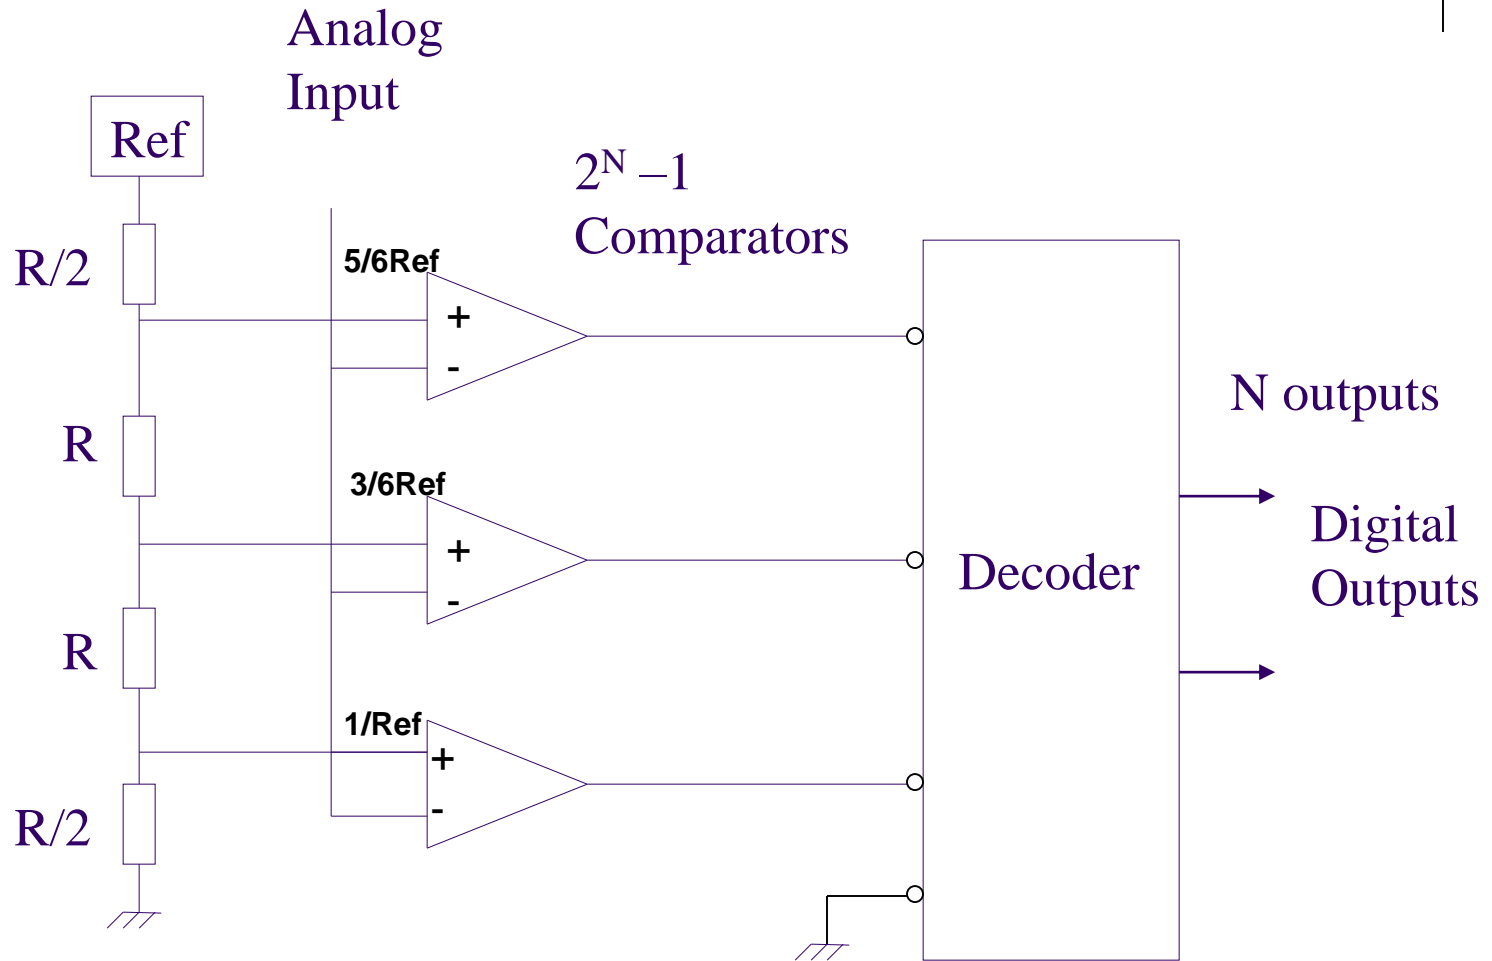 Analog
Input
Ref
2ᴺ –1
Comparators
R/2
5/6Ref
+
-
N outputs
R
3/6Ref
+
-
Decoder
Digital
Outputs
R
1/Ref
+
-
R/2